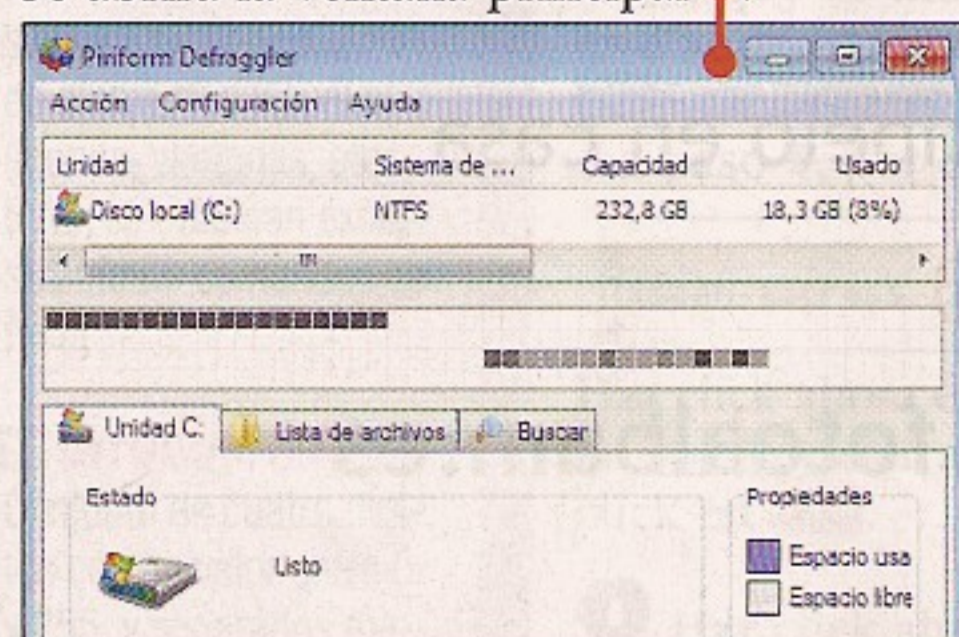 Piriform Defraggler
Acción Configuración Ayuda
Unidad Sistema de ... Capacidad Usado
Disco local (C:) NTFS 232,8 GB 18,3 GB (8%)
Unidad C: Lista de archivos Buscar
Estado Propiedades
Listo
Espacio usa
Espacio libre